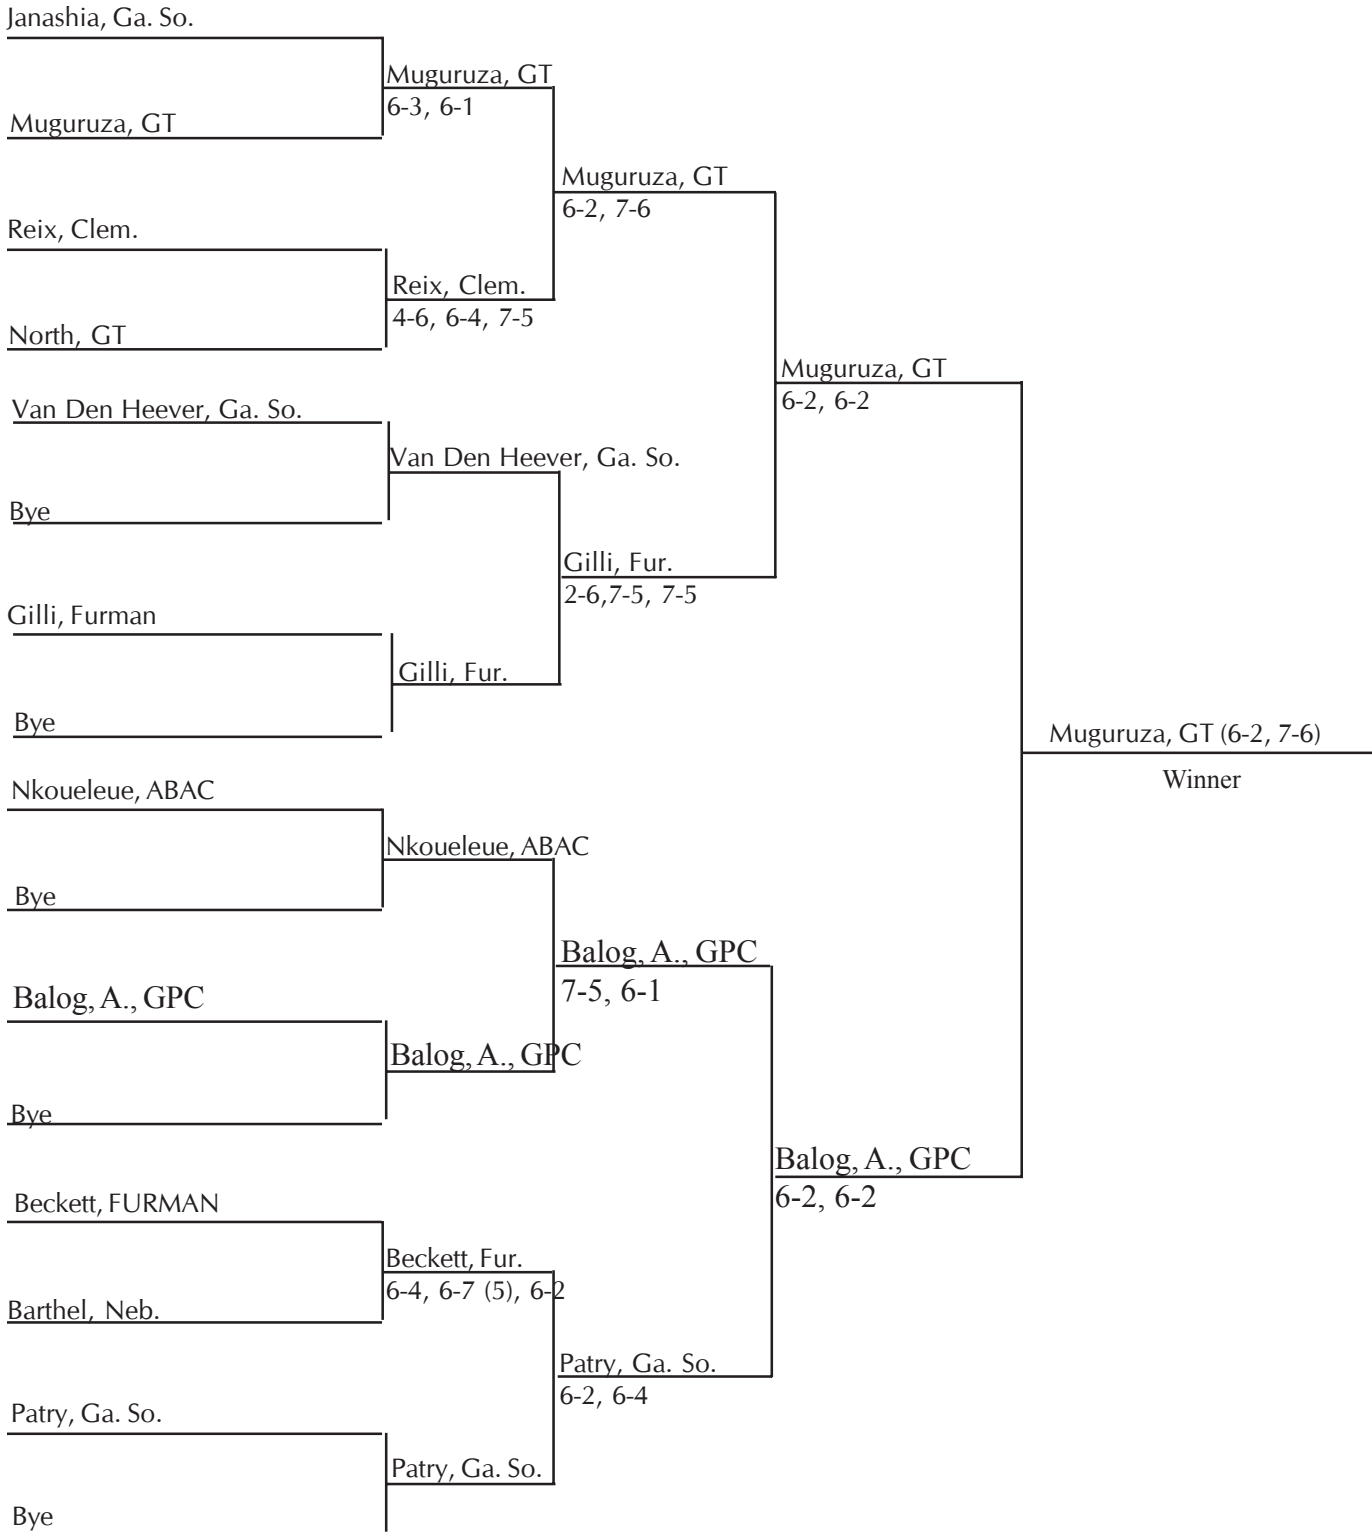 Janashia, Ga. So.
Muguruza, GT
6-3, 6-1
Muguruza, GT
Muguruza, GT
6-2, 7-6
Reix, Clem.
Reix, Clem.
4-6, 6-4, 7-5
North, GT
Muguruza, GT
6-2, 6-2
Van Den Heever, Ga. So.
Van Den Heever, Ga. So.
Bye
Gilli, Fur.
2-6,7-5, 7-5
Gilli, Furman
Gilli, Fur.
Bye
Muguruza, GT (6-2, 7-6)
Winner
Nkoueleue, ABAC
Nkoueleue, ABAC
Bye
Balog, A., GPC
7-5, 6-1
Balog, A., GPC
Balog, A., GPC
Bye
Balog, A., GPC
6-2, 6-2
Beckett, FURMAN
Beckett, Fur.
6-4, 6-7 (5), 6-2
Barthel, Neb.
Patry, Ga. So.
6-2, 6-4
Patry, Ga. So.
Patry, Ga. So.
Bye